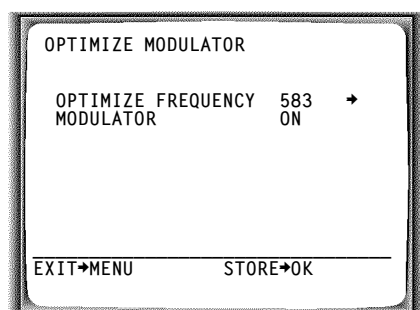 OPTIMIZE MODULATOR
OPTIMIZE FREQUENCY 583 ➔
MODULATOR ON
EXIT➔MENU STORE➔OK